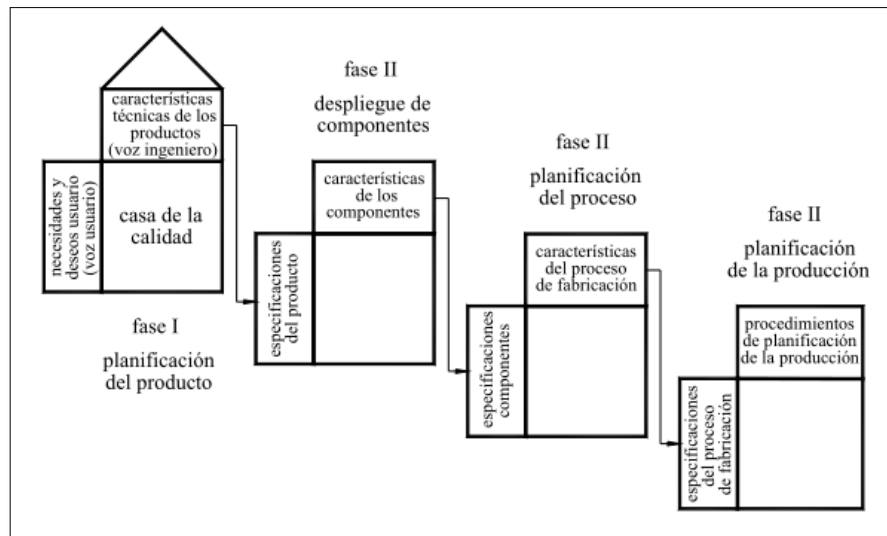 características
técnicas de los
productos
(voz ingeniero)
necesidades y
deseos usuario
(voz usuario)
casa de la
calidad
fase I
planificación
del producto
fase II
despliegue de
componentes
características
de los
componentes
especificaciones
del producto
fase II
planificación
del proceso
características
del proceso
de fabricación
especificaciones
componentes
fase II
planificación
de la producción
procedimientos
de planificación
de la producción
especificaciones
del proceso
de fabricación